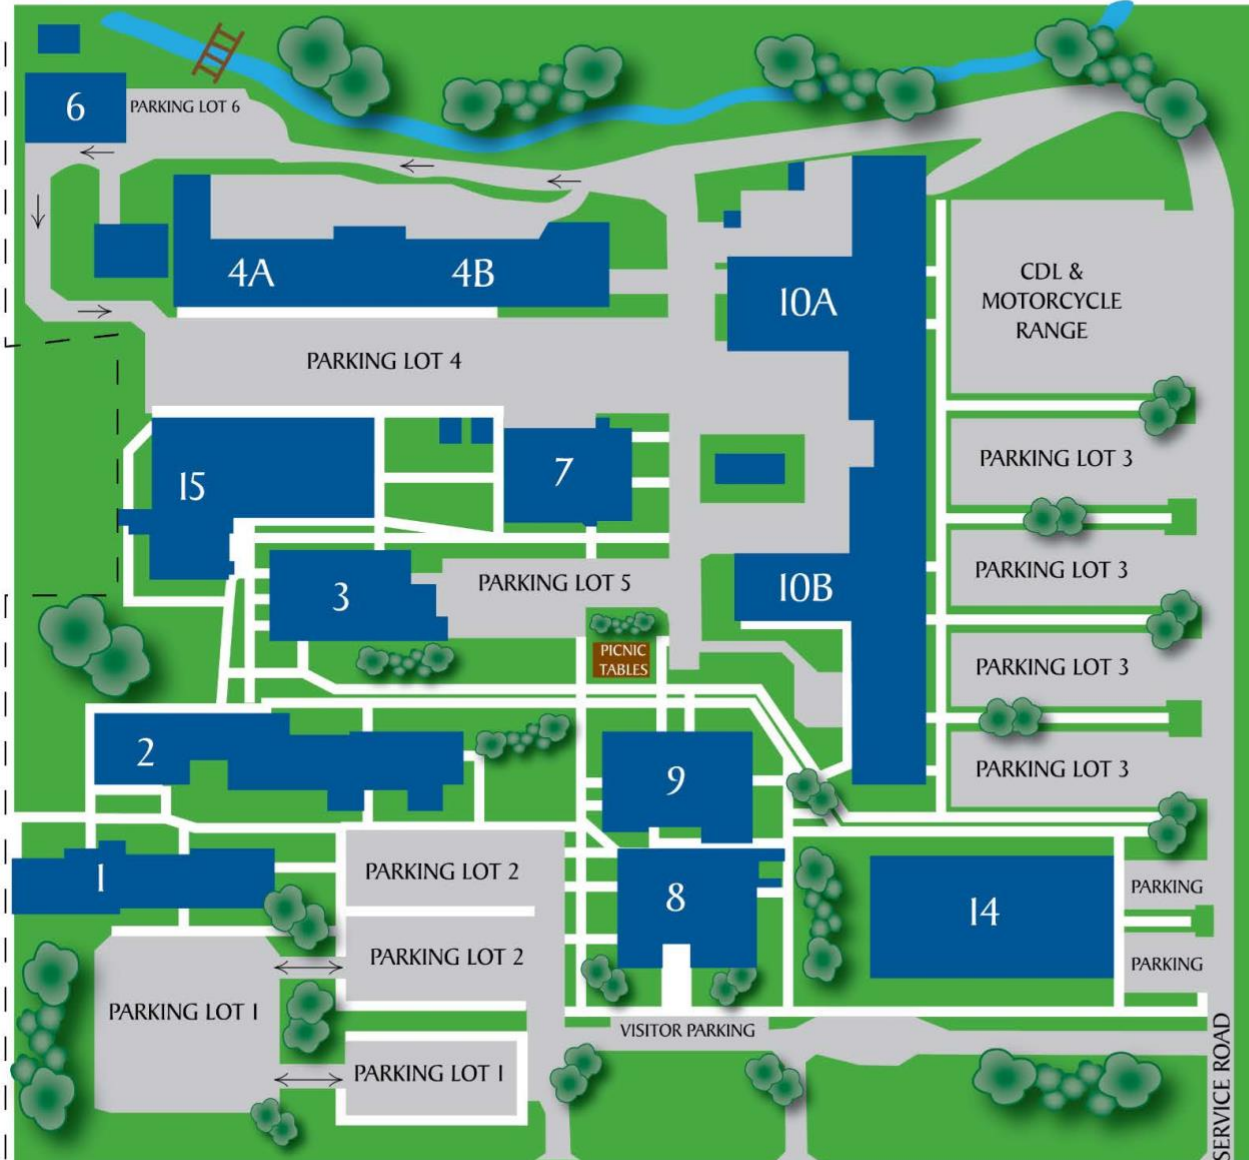 6
PARKING LOT 6
4A
4B
10A
CDL &
MOTORCYCLE
RANGE
PARKING LOT 4
15
7
PARKING LOT 3
3
PARKING LOT 5
10B
PARKING LOT 3
PICNIC
TABLES
PARKING LOT 3
2
9
PARKING LOT 3
1
PARKING LOT 2
8
14
PARKING
PARKING LOT 2
PARKING
PARKING LOT 1
VISITOR PARKING
PARKING LOT 1
SERVICE ROAD